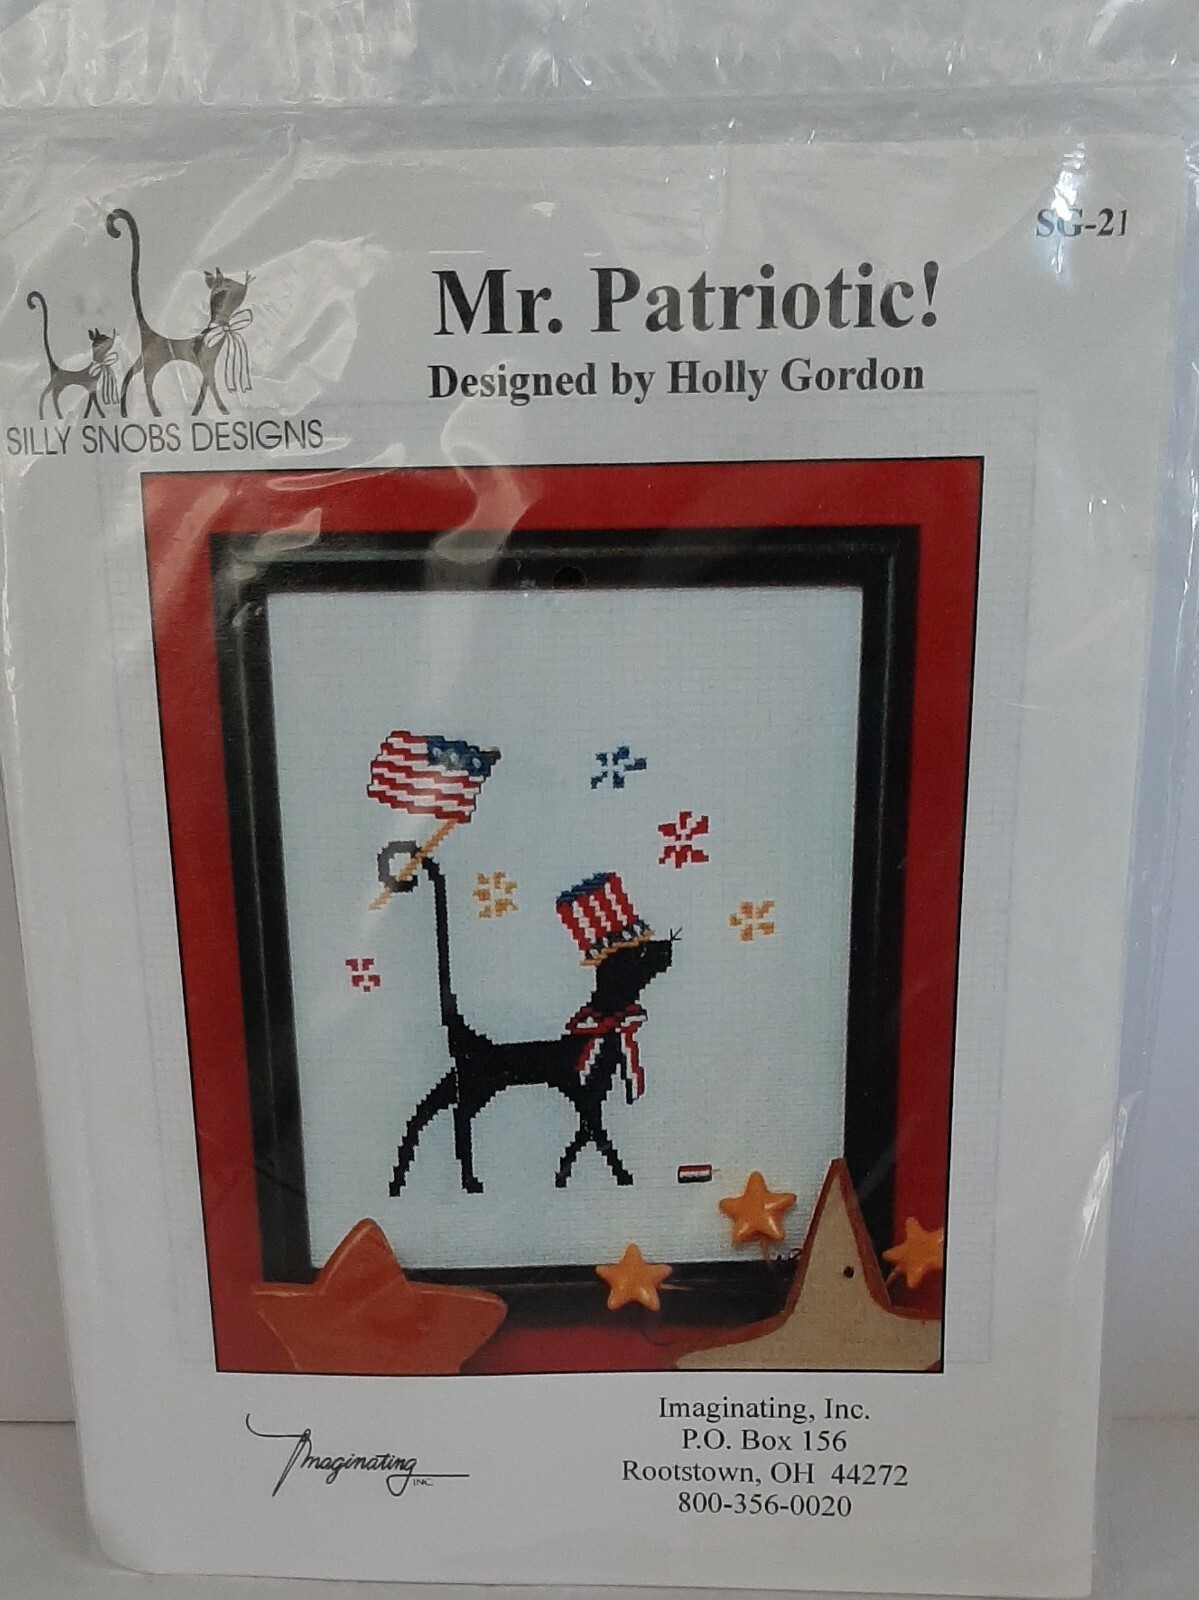 SG-21
Mr. Patriotic!
Designed by Holly Gordon
SILLY SNOBS DESIGNS
Imaginating
INC.
Imaginating, Inc.
P.O. Box 156
Rootstown, OH 44272
800-356-0020